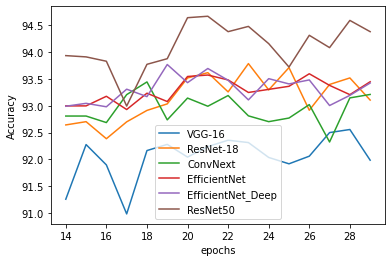 94.5
94.0
93.5
93.0
92.5
92.0
91.5
91.0
Accuracy
VGG-16
ResNet-18
ConvNext
EfficientNet
EfficientNet_Deep
ResNet50
14 16 18 20 22 24 26 28
epochs